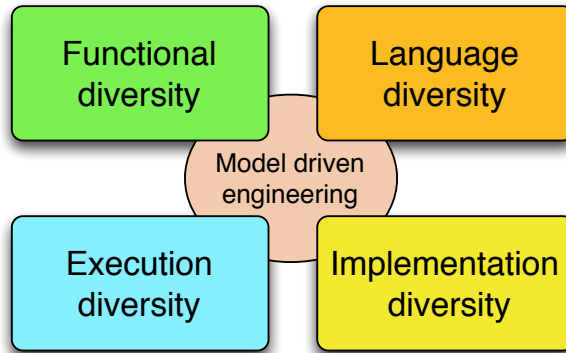 Functional
diversity
Language
diversity
Model driven
engineering
Execution
diversity
Implementation
diversity